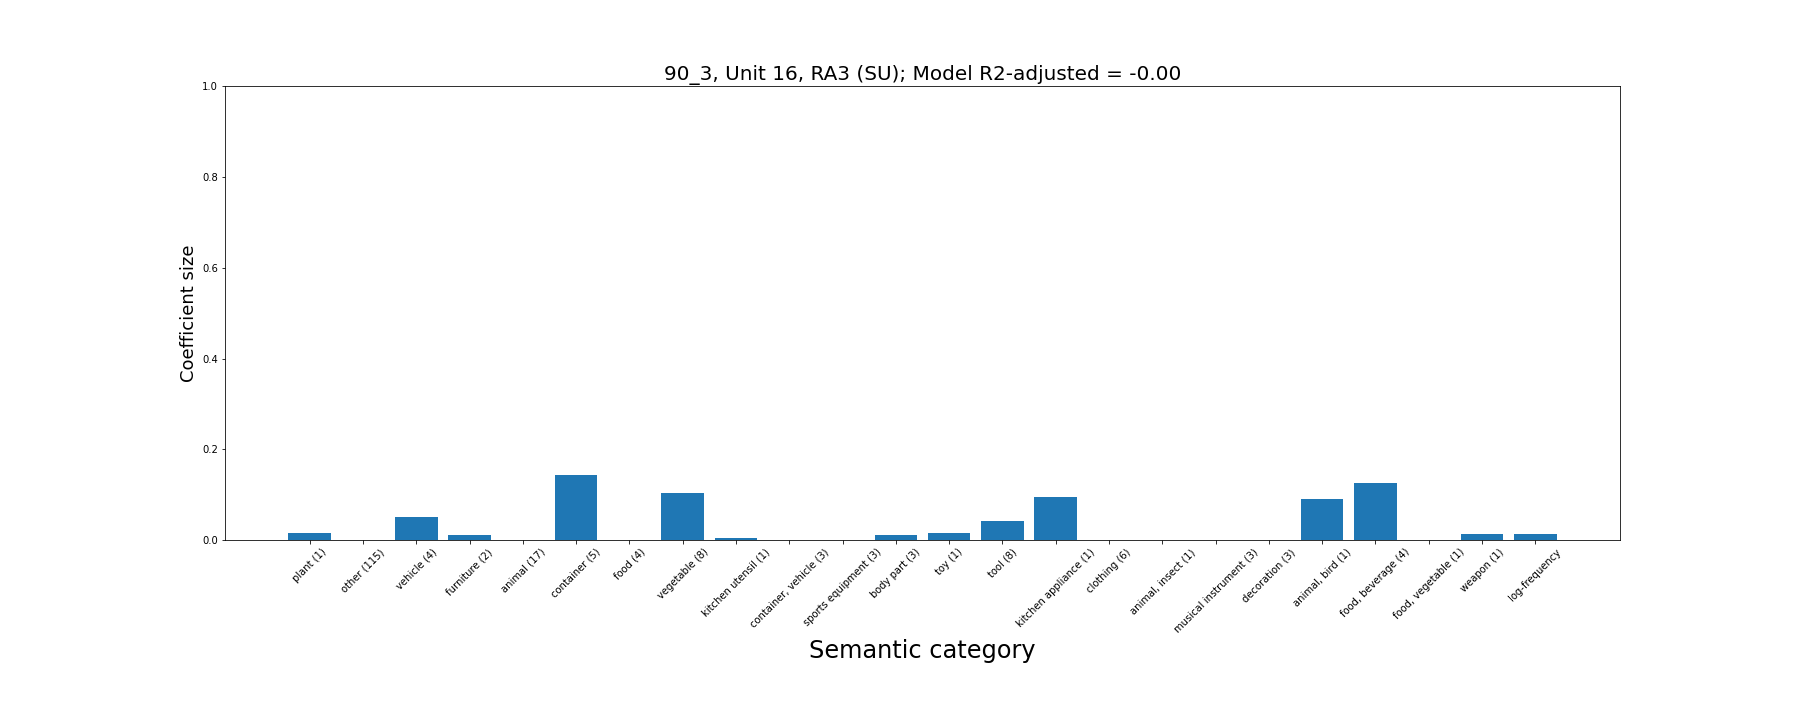 90_3, Unit 16, RA3 (SU); Model R2-adjusted = -0.00
1.0
0.8
0.6
0.4
0.2
0.0
Coefficient size
plant (1)
other (115)
vehicle (4)
furniture (2)
animal (17)
container (5)
food (4)
vegetable (8)
kitchen utensil (1)
container, vehicle (3)
sports equipment (3)
body part (3)
toy (1)
tool (8)
kitchen appliance (1)
clothing (6)
animal, insect (1)
musical instrument (3)
decoration (3)
animal, bird (1)
food, beverage (4)
food, vegetable (1)
weapon (1)
log-frequency
Semantic category